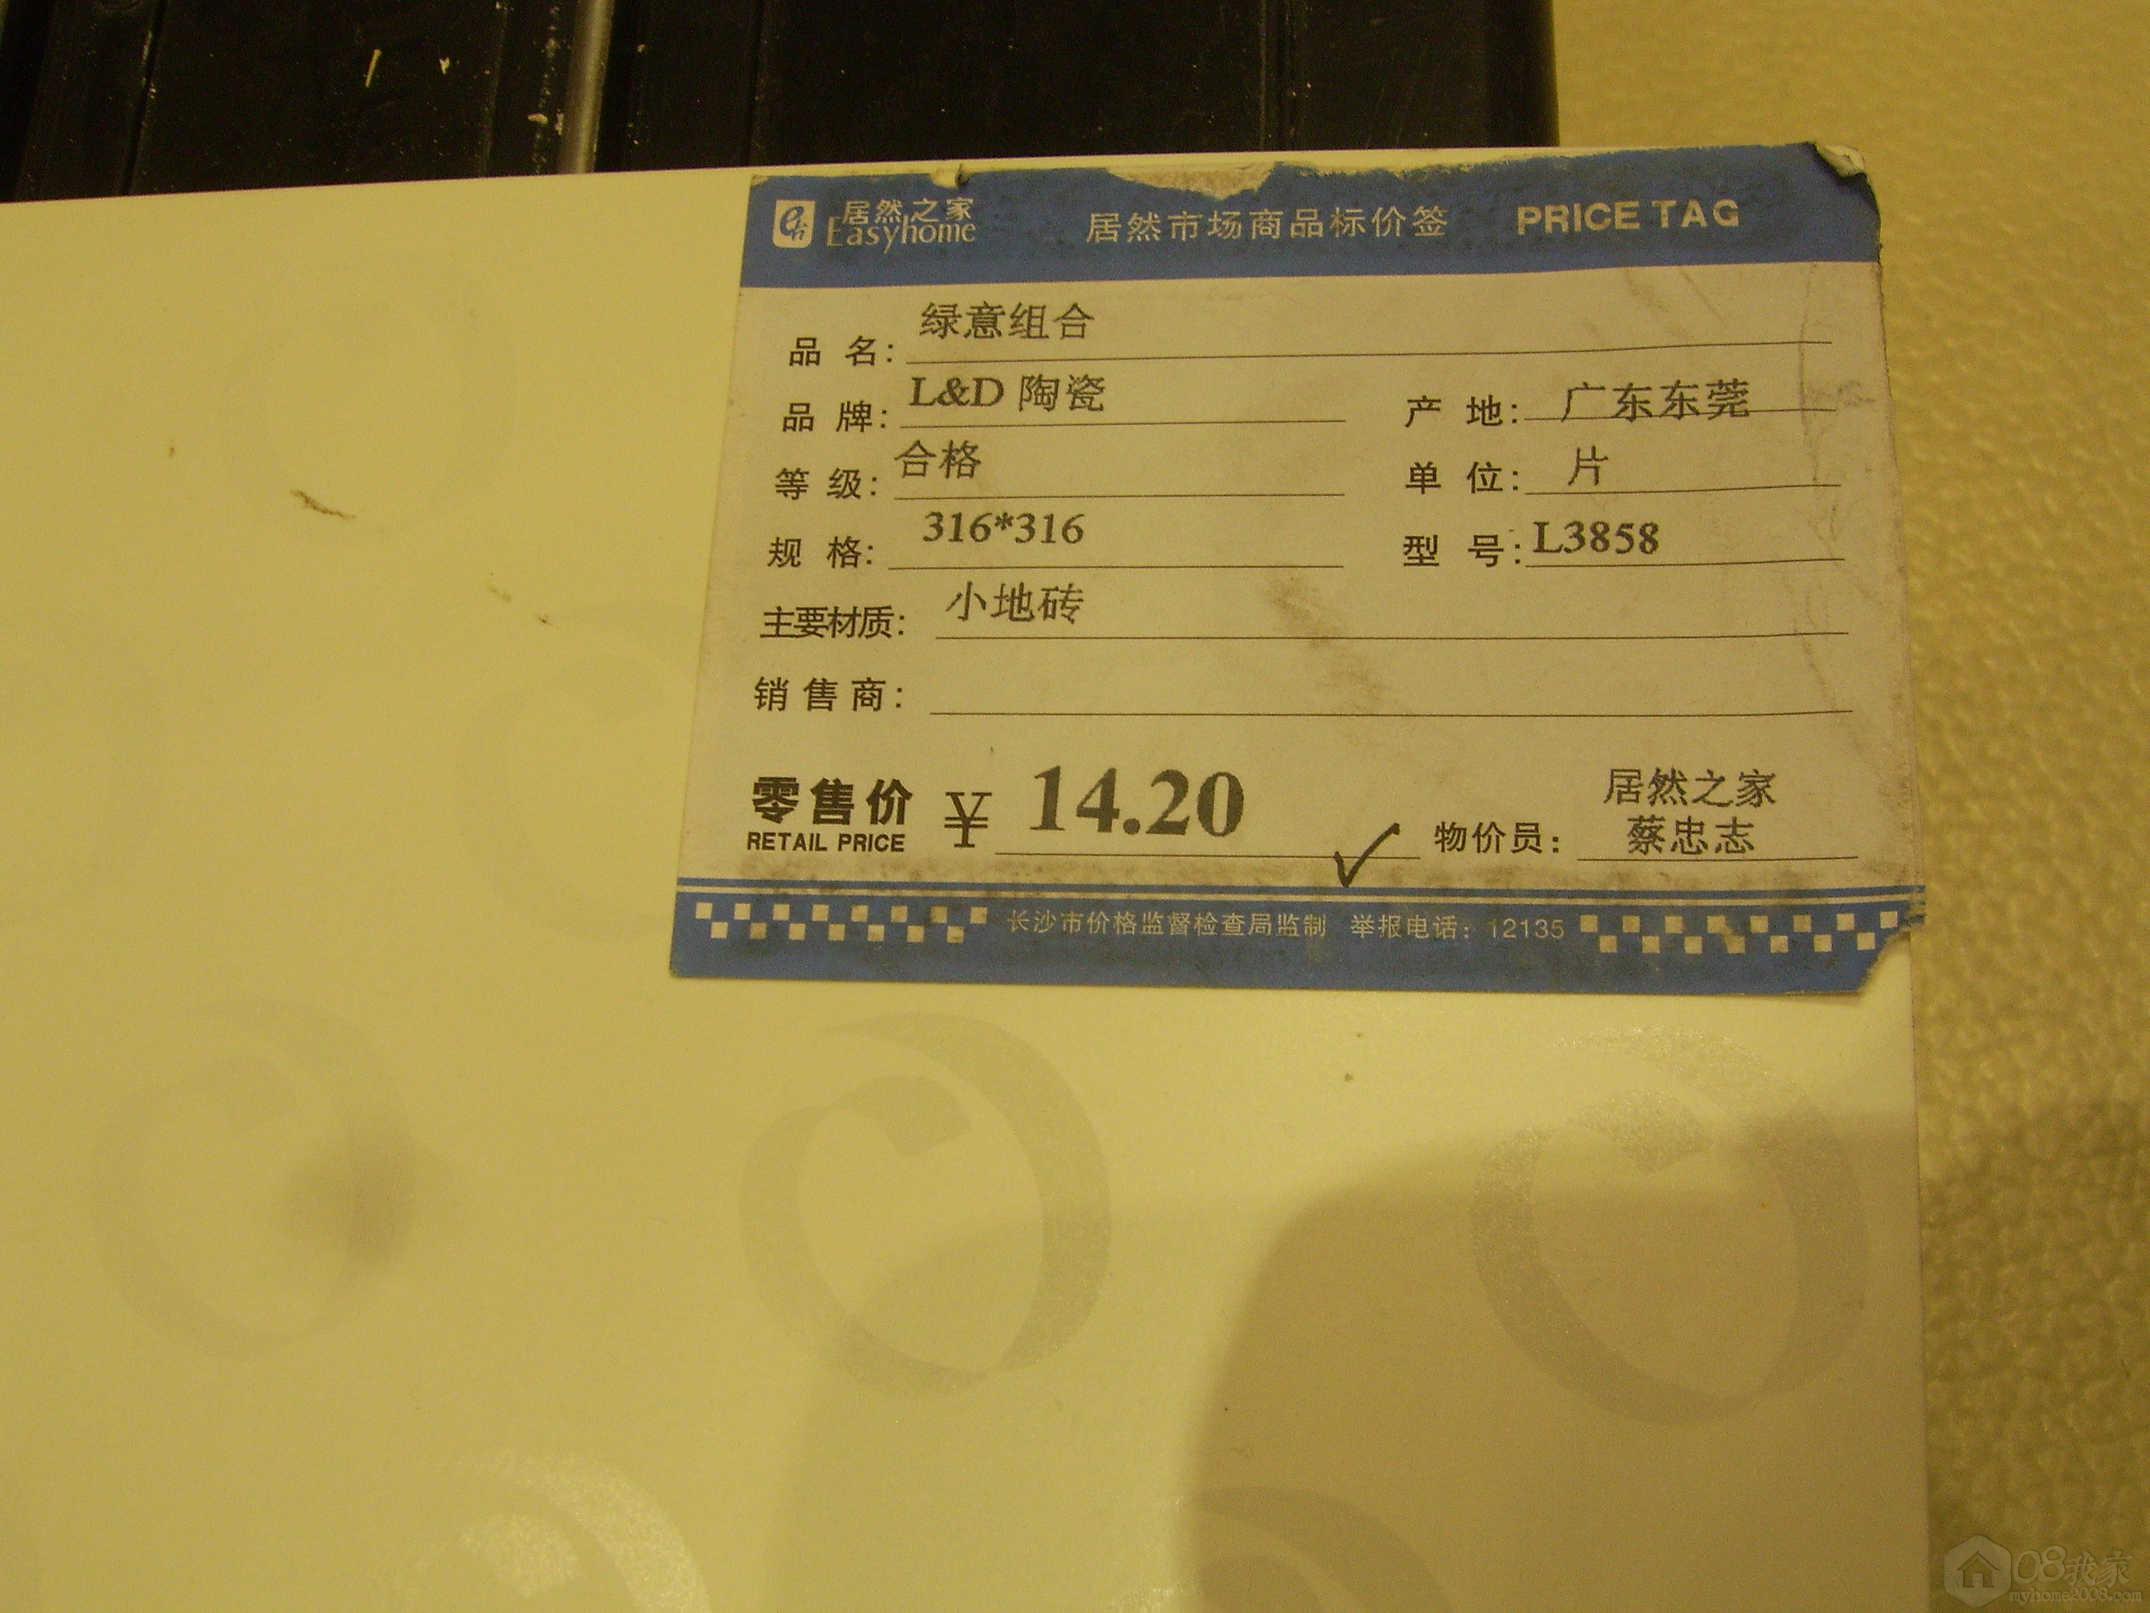 居然之家
Easyhome
居然市场商品标价签 PRICE TAG
品 名: 绿意组合
品 牌: L&D 陶瓷 产 地: 广东东莞
等 级: 合格 单 位: 片
规 格: 316*316 型 号: L3858
主要材质: 小地砖
销 售 商:
零售价 ¥ 14.20
RETAIL PRICE
物价员: 居然之家
蔡忠志
长沙市价格监督检查局监制 举报电话: 12135
08我家
myhome2008.com